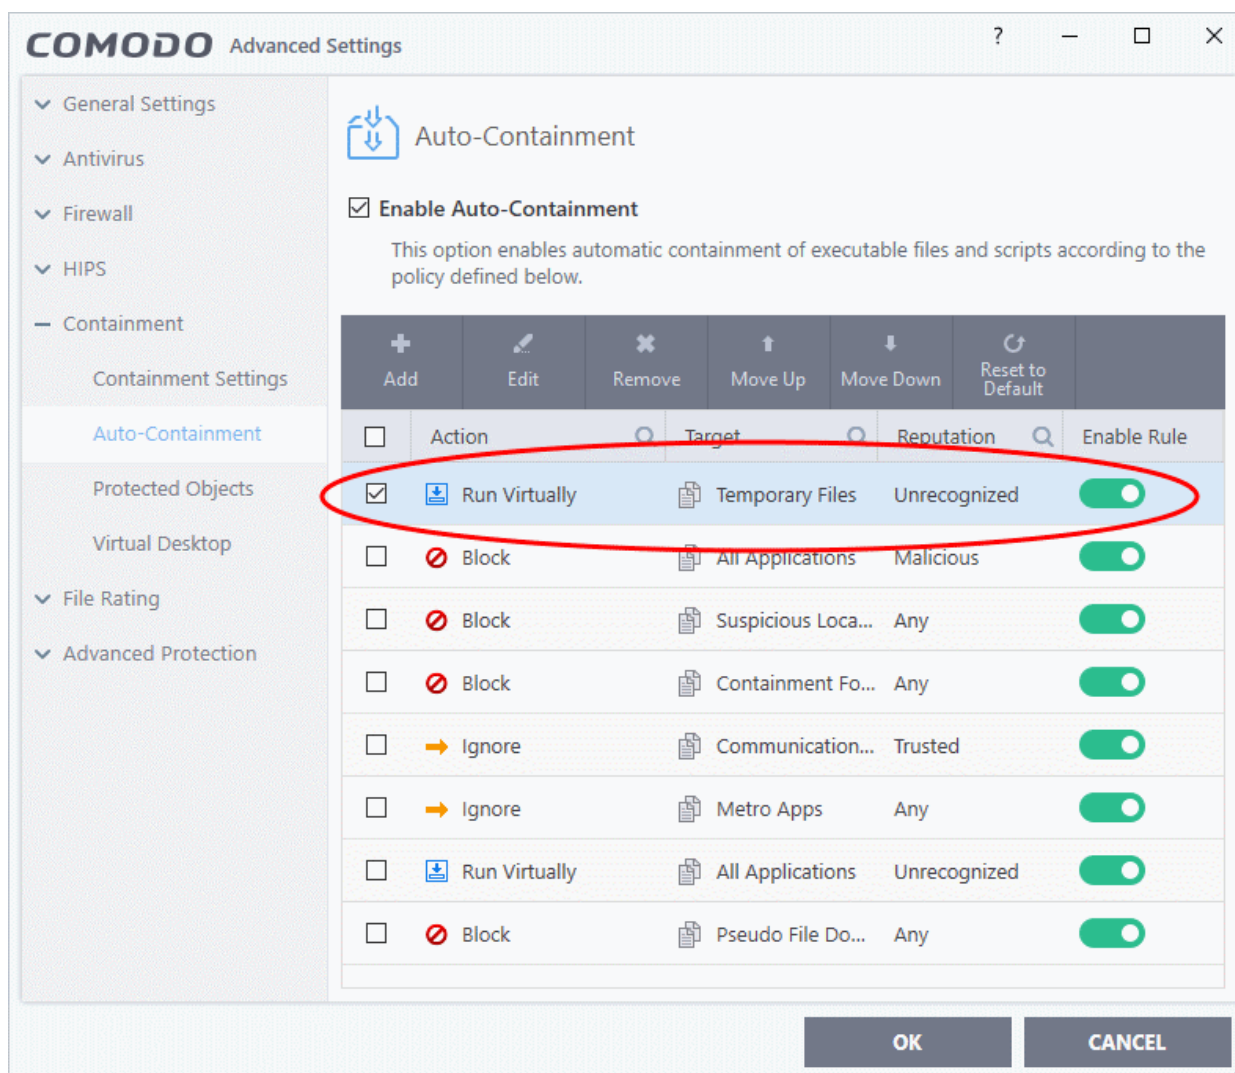 COMODO Advanced Settings ?
General Settings
Antivirus
Firewall
HIPS
Containment
Containment Settings
Auto-Containment
Protected Objects
Virtual Desktop
File Rating
Advanced Protection
Auto-Containment
Enable Auto-Containment
This option enables automatic containment of executable files and scripts according to the
policy defined below.
Add Edit Remove Move Up Move Down Reset to
Default
Action Target Reputation Enable Rule
Run Virtually Temporary Files Unrecognized
Block All Applications Malicious
Block Suspicious Loca... Any
Block Containment Fo... Any
Ignore Communication... Trusted
Ignore Metro Apps Any
Run Virtually All Applications Unrecognized
Block Pseudo File Do... Any
OK CANCEL